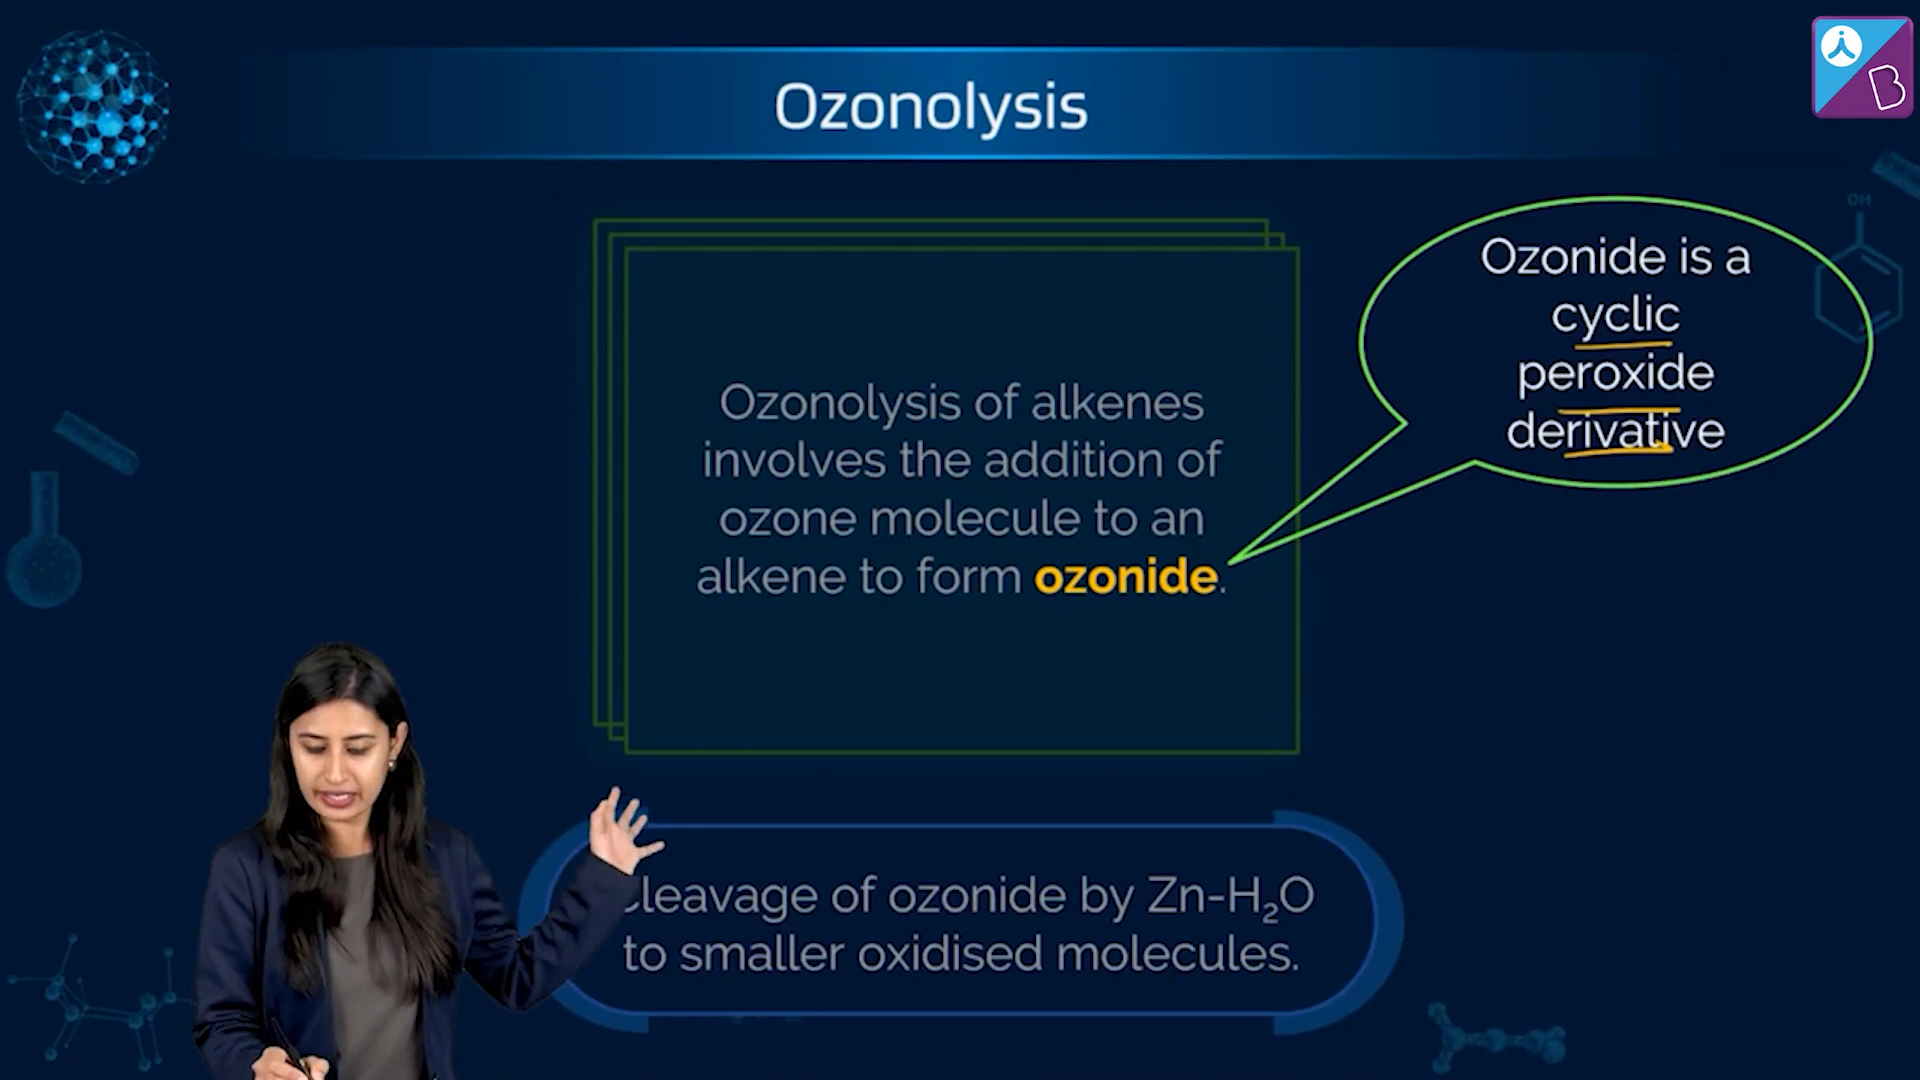 Ozonolysis
Ozonolysis of alkenes
involves the addition of
ozone molecule to an
alkene to form ozonide.
Ozonide is a
cyclic
peroxide
derivative
leavage of ozonide by Zn-H₂O
to smaller oxidised molecules.
OH
B